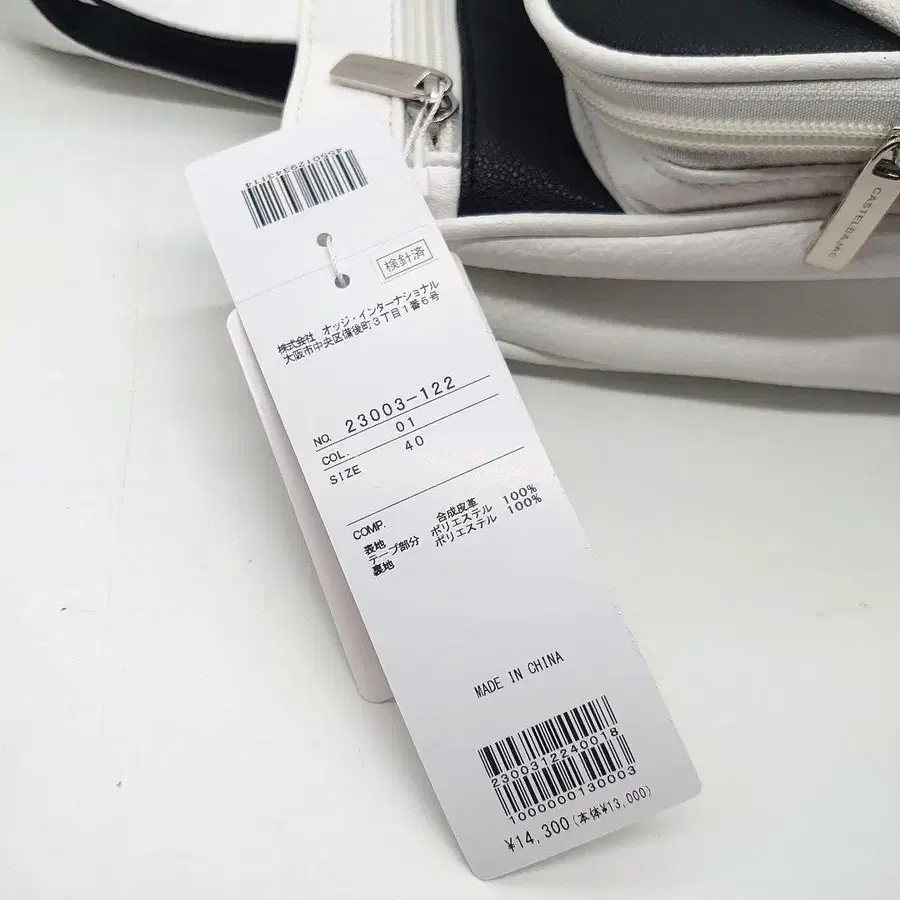 CASTELBAJAC
CASTELBAJAC
4550129334314
検針済
株式会社 オッジ・インターナショナル
大阪市中央区備後町3丁目1番6号
NO. 23003-122
COL. 01
SIZE 40
COMP.
表地 合成皮革
テープ部分 ポリエステル 100%
裏地 ポリエステル 100%
MADE IN CHINA
2300312240018
1000000130003
¥14,300(本体¥13,000)